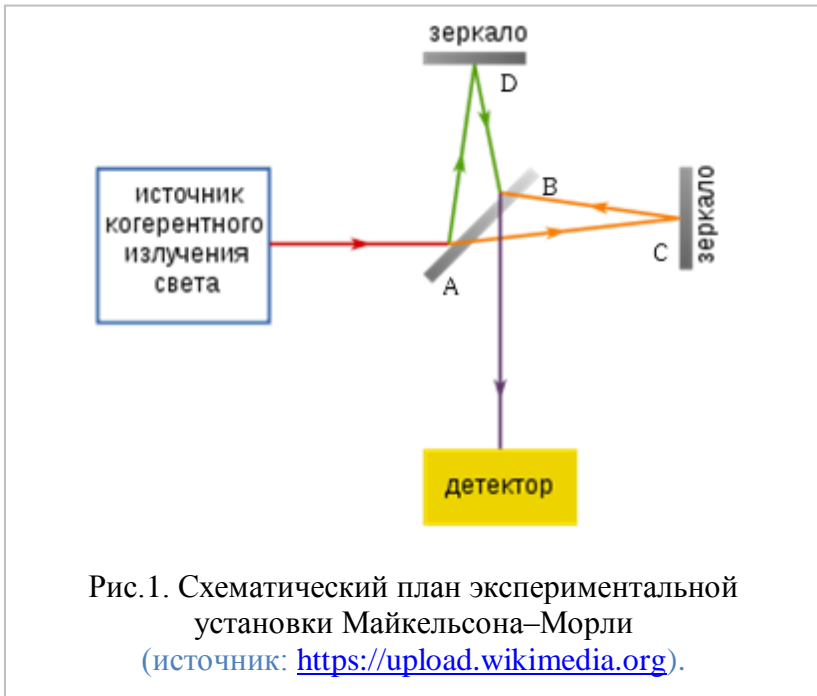 зеркало
D
источник
когерентного
излучения
света
B
зеркало
C
A
детектор
Рис.1. Схематический план экспериментальной
установки Майкельсона–Морли
(источник: https://upload.wikimedia.org).